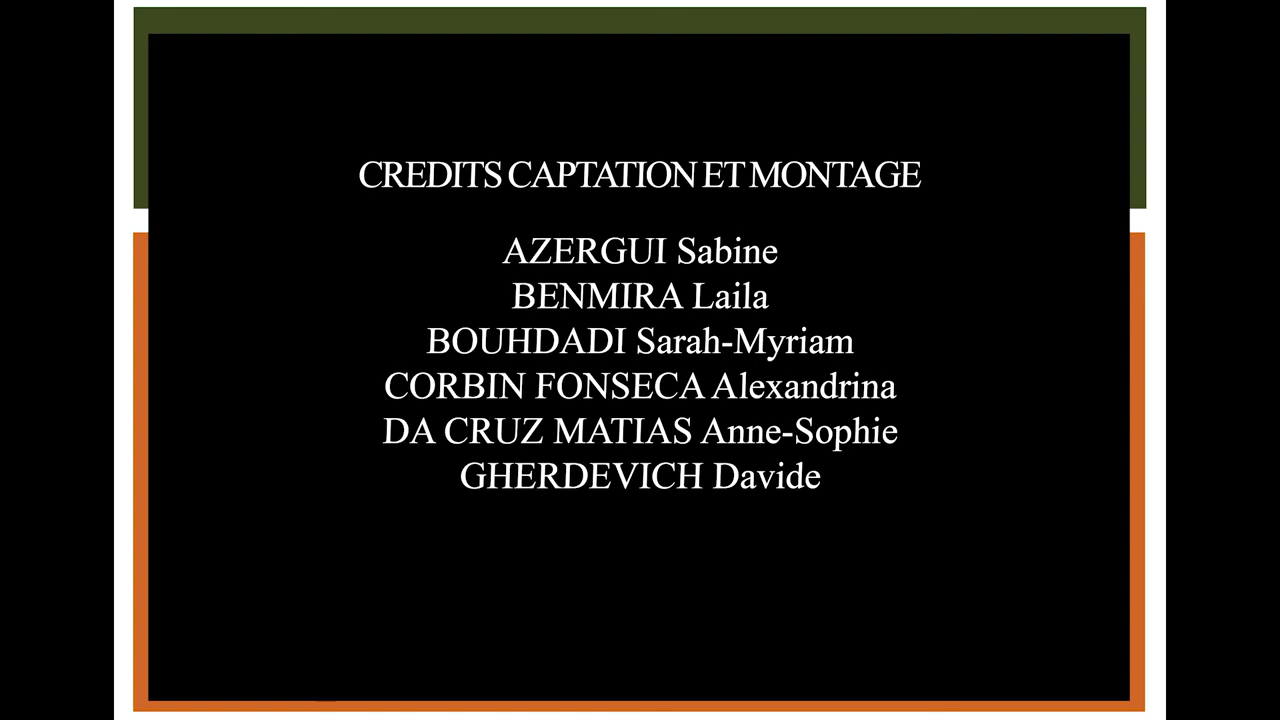 CREDITS CAPTATION ET MONTAGE
AZERGUI Sabine
BENMIRA Laila
BOUHDADI Sarah-Myriam
CORBIN FONSECA Alexandrina
DA CRUZ MATIAS Anne-Sophie
GHERDEVICH Davide